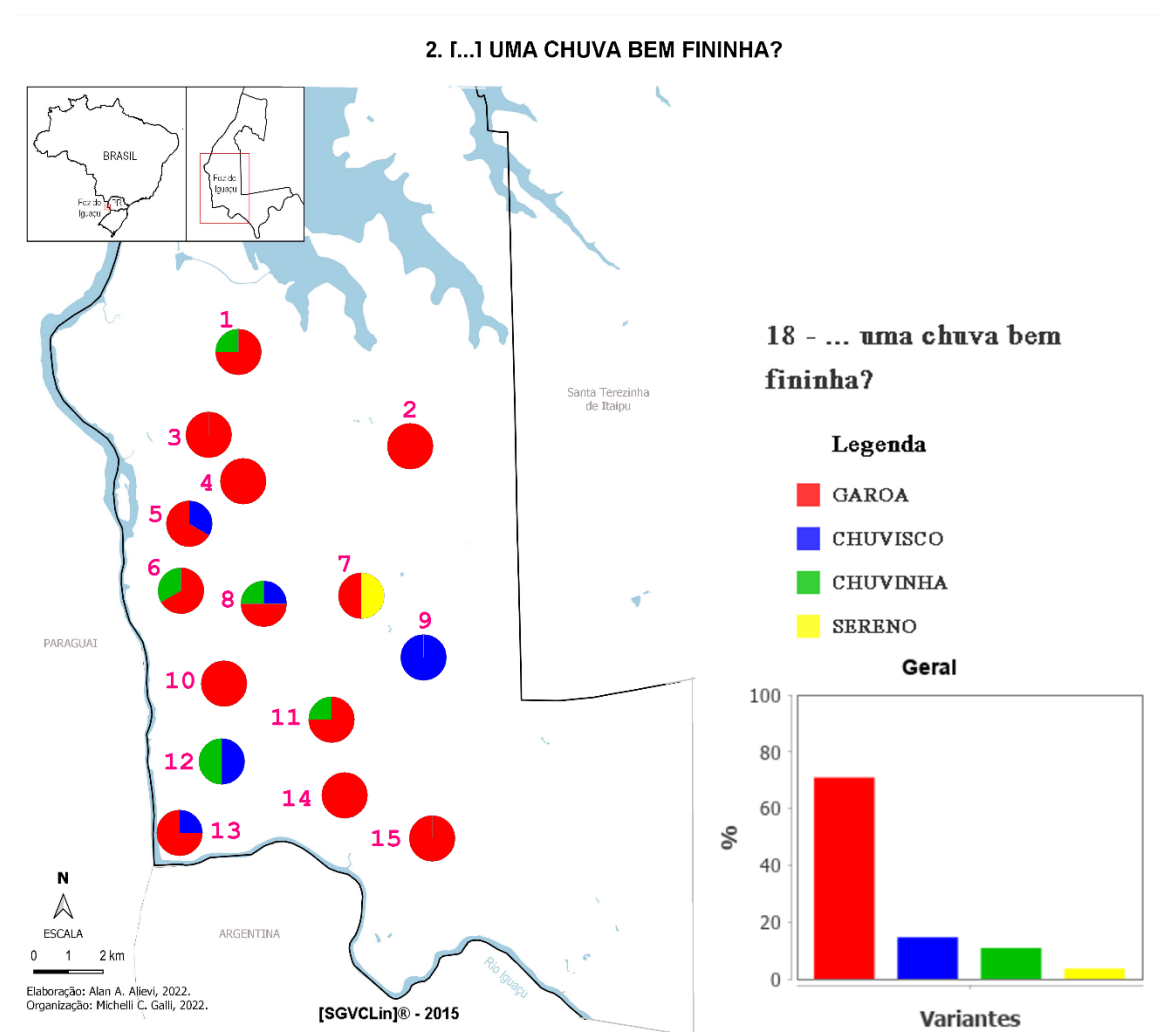 2. [...] UMA CHUVA BEM FININHA?
BRASIL
PR
Foz do
Iguaçu
Foz do
Iguaçu
1
2
3
4
5
6
7
8
9
10
11
12
13
14
15
Santa Terezinha
de Itaipu
PARAGUAI
ARGENTINA
Rio Iguaçu
N
ESCALA
0 1 2 km
Elaboração: Alan A. Alievi, 2022.
Organização: Michelli C. Galli, 2022.
[SGVCLin]® - 2015
18 - ... uma chuva bem
fininha?
Legenda
GAROA
CHUVISCO
CHUVINHA
SERENO
Geral
100
80
60
40
20
0
%
Variantes